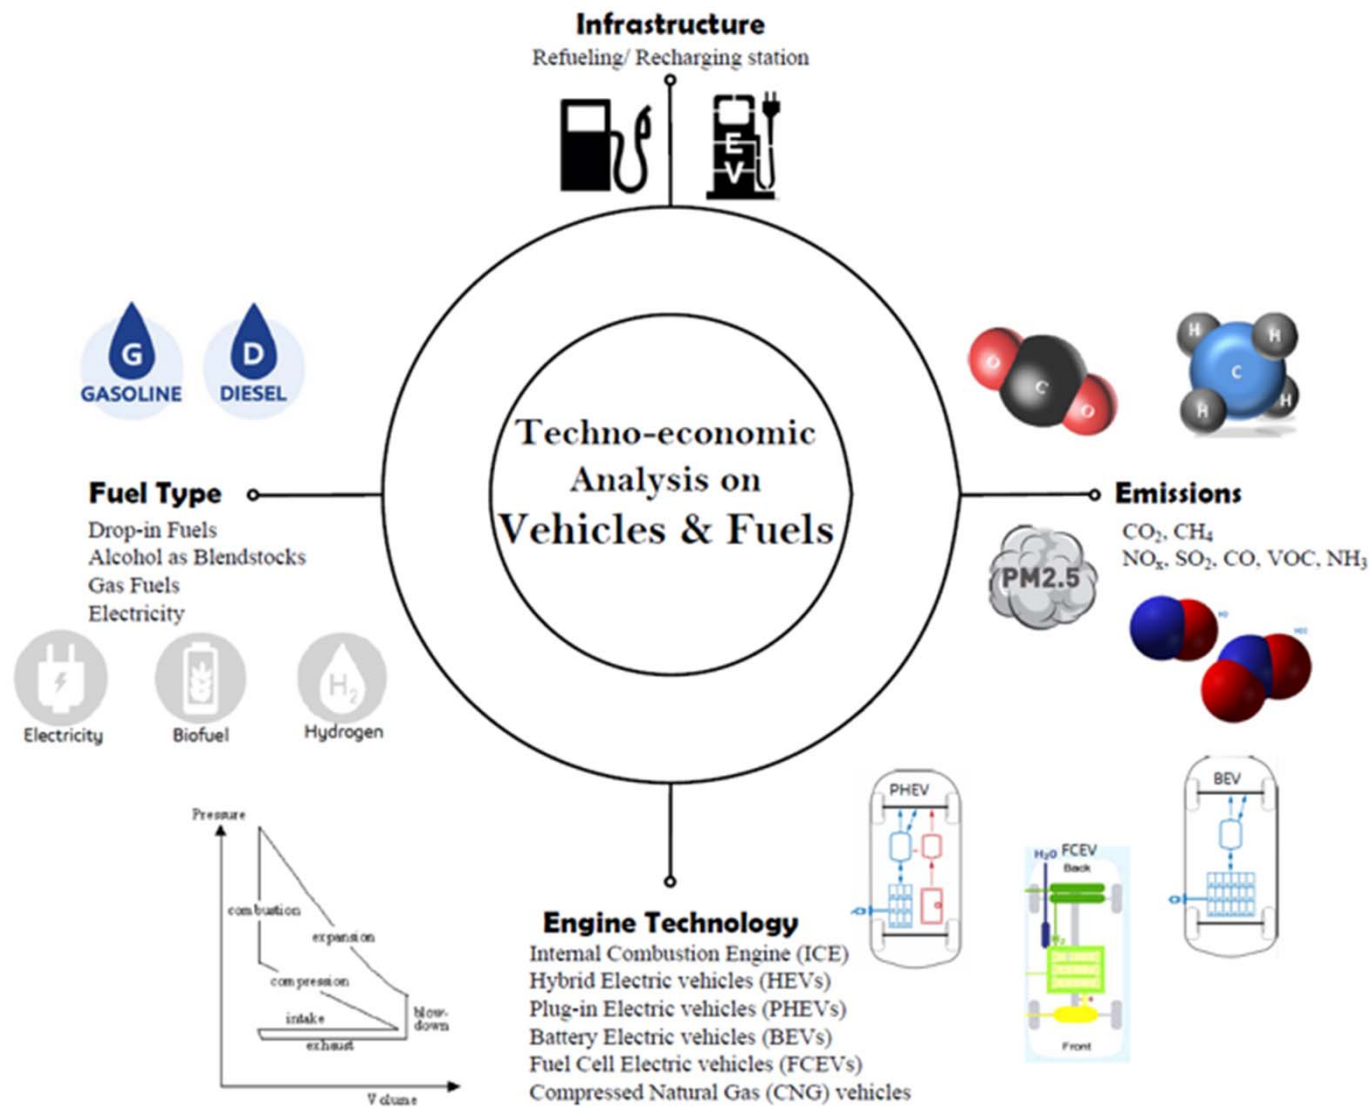 Infrastructure
Refueling/ Recharging station
E
V
G
GASOLINE
D
DIESEL
O
C
O
H
H
C
H
H
Techno-economic
Analysis on
Vehicles & Fuels
Fuel Type
Drop-in Fuels
Alcohol as Blendstocks
Gas Fuels
Electricity
Emissions
CO₂, CH₄
NOₓ, SO₂, CO, VOC, NH₃
PM2.5
H₂
Electricity
Biofuel
Hydrogen
Pressure
combustion
expansion
compression
intake
exhaust
blow-
down
Volume
Engine Technology
Internal Combustion Engine (ICE)
Hybrid Electric vehicles (HEVs)
Plug-in Electric vehicles (PHEVs)
Battery Electric vehicles (BEVs)
Fuel Cell Electric vehicles (FCEVs)
Compressed Natural Gas (CNG) vehicles
PHEV
H₂O FCEV
Back
Front
BEV